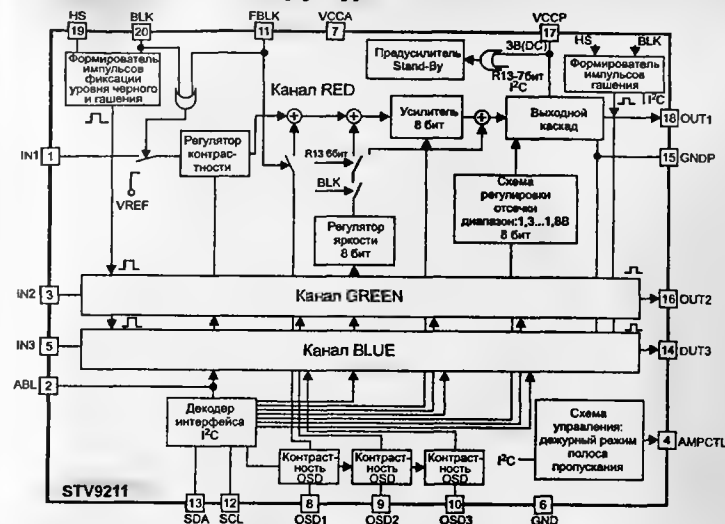 HS
BLK
FBLK
VCCA
VCCP
19
20
11
7
17
Формирователь
импульсов
фиксации
уровня черного
и гашения
Предусилитель
Stand-By
3В(DC)
R13-7бит
I²C
HS
BLK
Формирователь
импульсов
гашения
I²C
Канал RED
Усилитель
8 бит
Выходной
каскад
18 OUT1
15 GNDP
IN1 1
Регулятор
контрас-
тности
VREF
R13 6бит
BLK
Регулятор
яркости
8 бит
Схема
регулировки
отсечки
диапазон:1,3...1,8В
8 бит
IN2 3
Канал GREEN
16 OUT2
IN3 5
Канал BLUE
14 OUT3
ABL 2
Декодер
интерфейса
I²C
Контраст-
ность
OSD
Контраст-
ность
OSD
Контраст-
ность
OSD
I²C
Схема
управления:
дежурный режим
полоса
пропускания
4 AMPCTL
STV9211
13
12
8
9
10
6
SDA
SCL
OSD1
OSD2
OSD3
GND